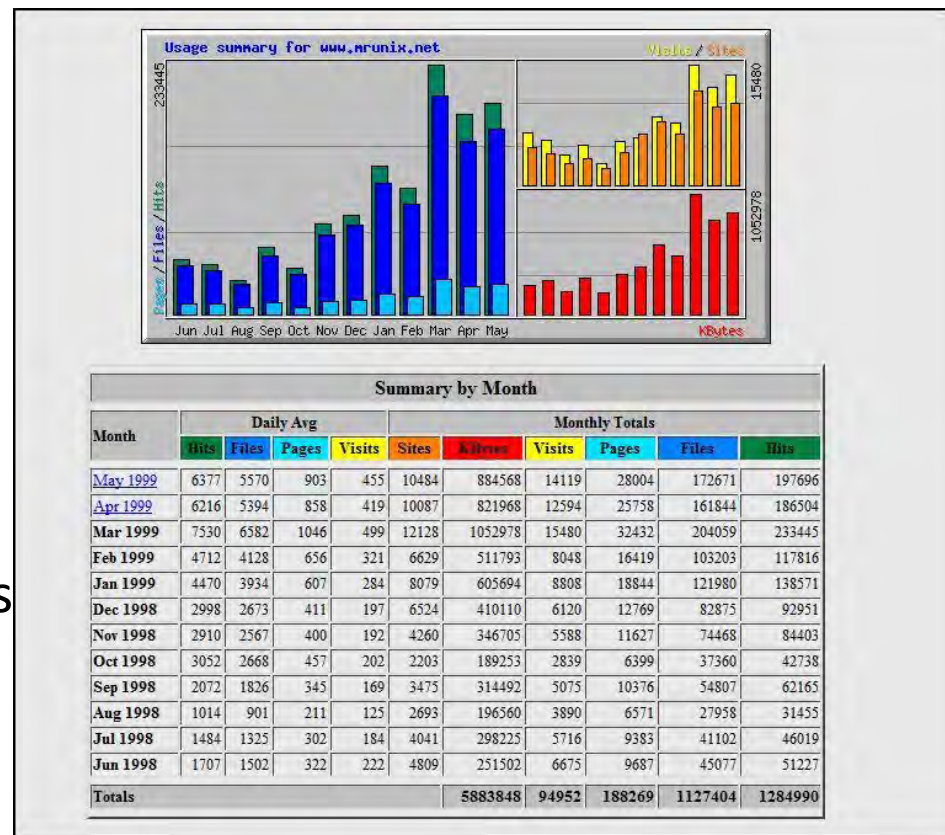 Usage summary for www.mrunix.net
Visits / Sites
233445
15480
Pages / Files / Hits
1052978
Jun Jul Aug Sep Oct Nov Dec Jan Feb Mar Apr May
KBytes
Summary by Month
Month Daily Avg Monthly Totals
Hits Files Pages Visits Sites KBytes Visits Pages Files Hits
May 1999 6377 5570 903 455 10484 884568 14119 28004 172671 197696
Apr 1999 6216 5394 858 419 10087 821968 12594 25758 161844 186504
Mar 1999 7530 6582 1046 499 12128 1052978 15480 32432 204059 233445
Feb 1999 4712 4128 656 321 6629 511793 8048 16419 103203 117816
Jan 1999 4470 3934 607 284 8079 605694 8808 18844 121980 138571
s
Dec 1998 2998 2673 411 197 6524 410110 6120 12769 82875 92951
Nov 1998 2910 2567 400 192 4260 346705 5588 11627 74468 84403
Oct 1998 3052 2668 457 202 2203 189253 2839 6399 37360 42738
Sep 1998 2072 1826 345 169 3475 314492 5075 10376 54807 62165
Aug 1998 1014 901 211 125 2693 196560 3890 6571 27958 31455
Jul 1998 1484 1325 302 184 4041 298225 5716 9383 41102 46019
Jun 1998 1707 1502 322 222 4809 251502 6675 9687 45077 51227
Totals 5883848 94952 188269 1127404 1284990